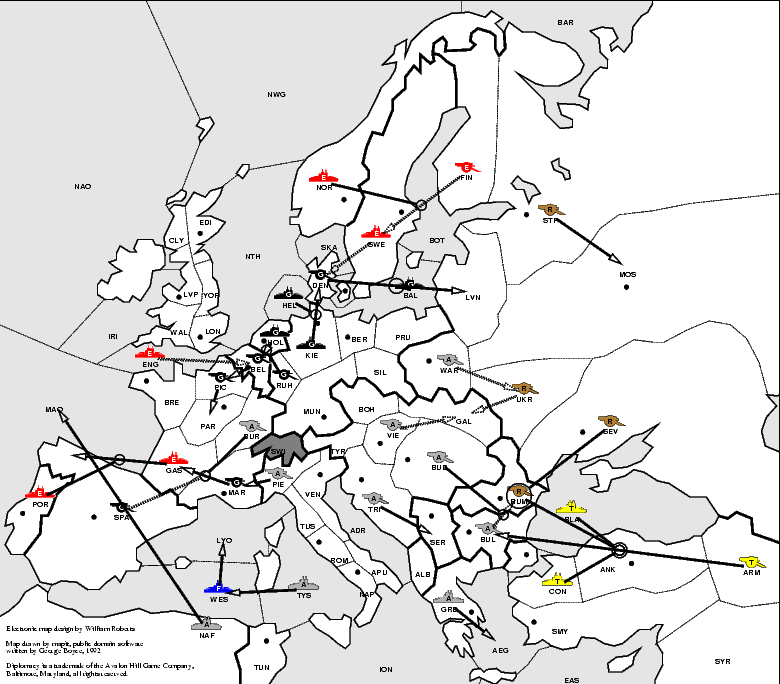 BAR
NWG
NAO
E
NOR
E
FIN
EDI
CLY
R
STP
E
SWE
SKA
BOT
NTH
MOS
G
DEN
G
BAL
LVN
G
HEL
LVP
YOR
WAL
LON
IRI
G
HOL
G
KIE
BER
PRU
E
ENG
G
BEL
A
WAR
SIL
G
PIC
G
RUH
R
UKR
BRE
MUN
BOH
GAL
MAO
PAR
A
BUR
A
VIE
R
SEV
SWI
TYR
A
BUD
E
GAS
G
MAR
A
PIE
VEN
E
POR
G
SPA
A
TRI
R
RUM
T
BLA
TUS
ADR
SER
A
BUL
LYO
ROM
APU
ALB
ANK
T
ARM
F
WES
A
TYS
NAP
A
GRE
T
CON
A
NAF
SMY
AEG
TUN
ION
EAS
SYR
Electronic map design by William Roberts
Map drawn by mapit, public domain software
written by George Boyce, 1992
Diplomacy is a trademark of the Avalon Hill Game Company,
Baltimore, Maryland, all rights reserved.